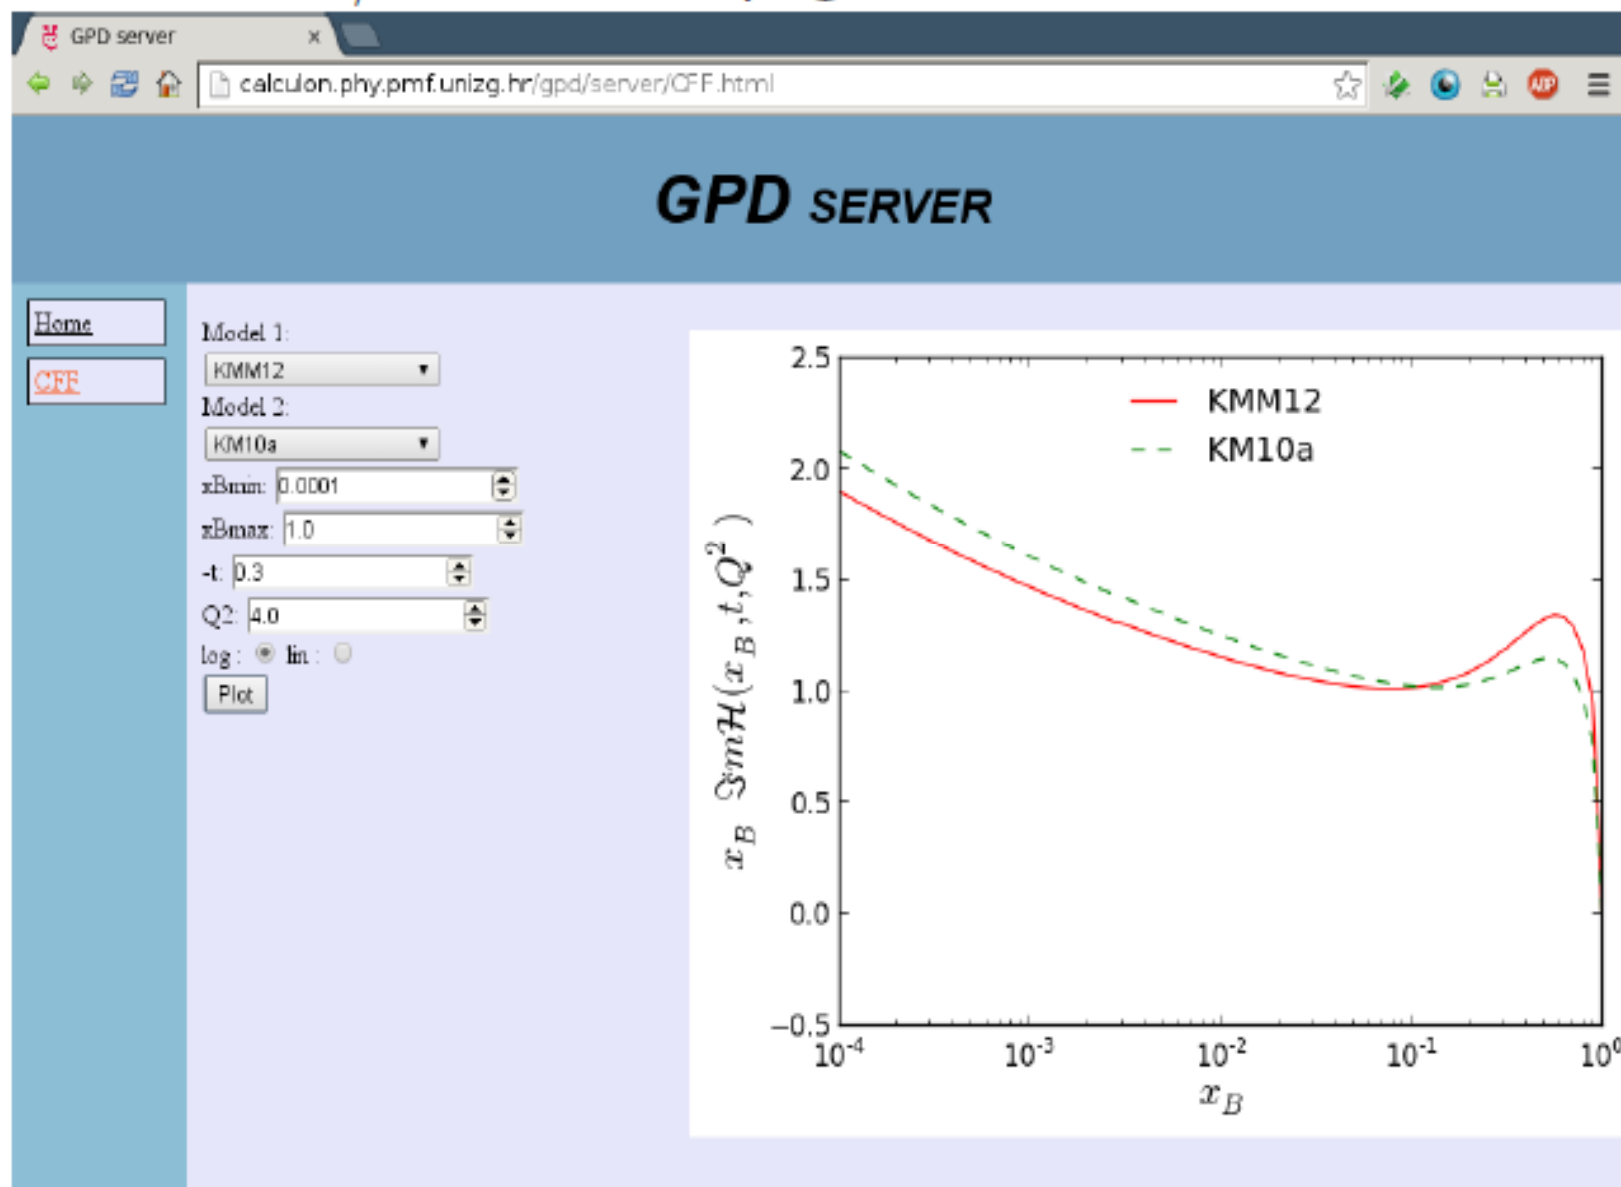 GPD server
calculon.phy.pmf.unizg.hr/gpd/server/CFF.html
ABP
GPD SERVER
Home
CFF
Model 1:
KMM12
Model 2:
KM10a
xBmin: 0.0001
xBmax: 1.0
-t: 0.3
Q2: 4.0
log : lin :
Plot
KMM12
KM10a
2.5
2.0
1.5
1.0
0.5
0.0
−0.5
x_B ℑmℋ(x_B, t, Q²)
10⁻⁴ 10⁻³ 10⁻² 10⁻¹ 10⁰
x_B